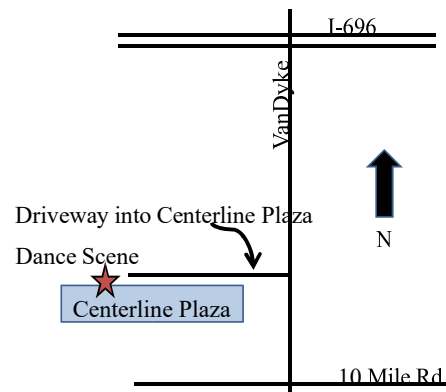 I-696
VanDyke
Driveway into Centerline Plaza
N
Dance Scene
Centerline Plaza
10 Mile Rd